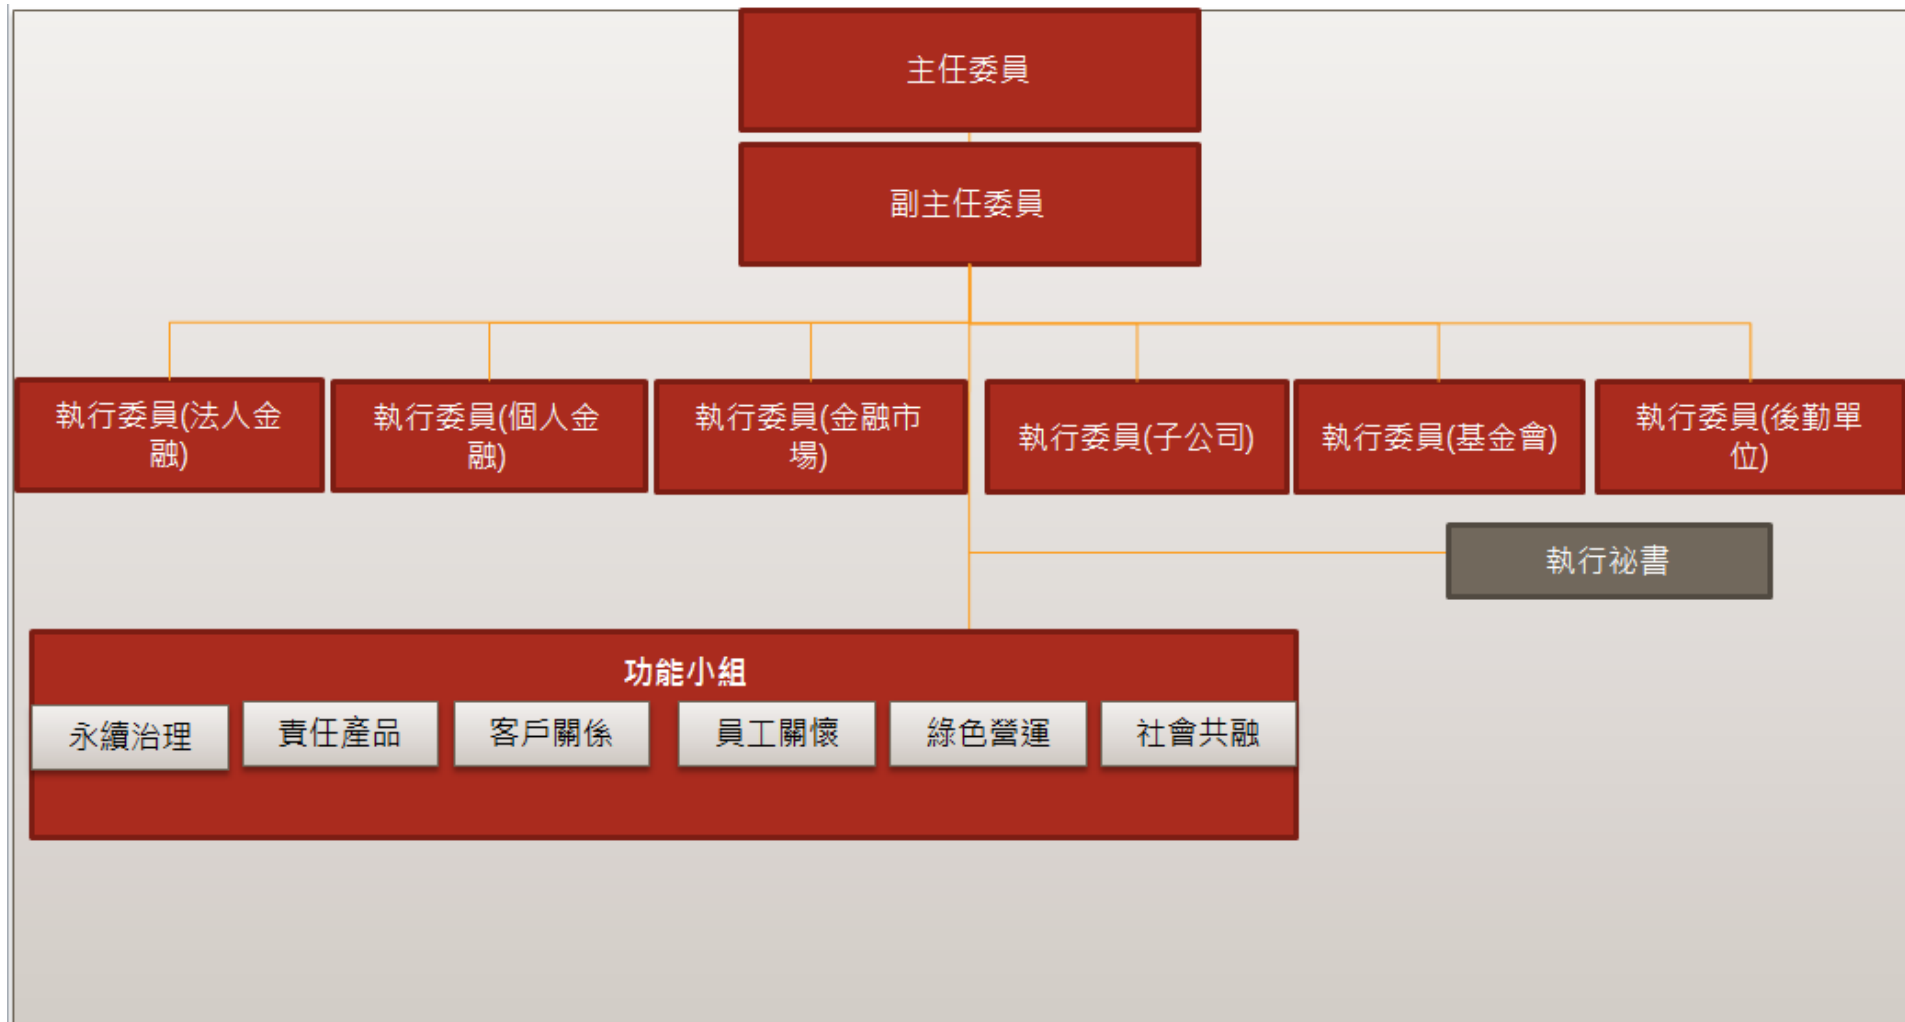 主任委員
副主任委員
執行委員(法人金
融)
執行委員(個人金
融)
執行委員(金融市
場)
執行委員(子公司)
執行委員(基金會)
執行委員(後勤單
位)
執行祕書
功能小組
永續治理
責任產品
客戶關係
員工關懷
綠色營運
社會共融